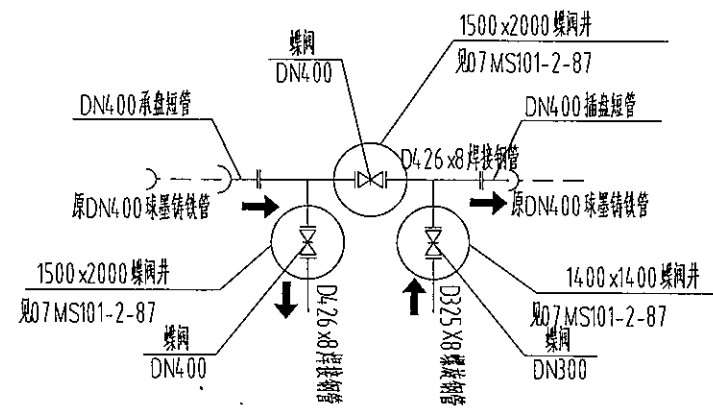 1500x2000蝶阀井
见07MS101-2-87
蝶阀
DN400
DN400承盘短管
DN400插盘短管
D426x8焊接钢管
原DN400球墨铸铁管
原DN400球墨铸铁管
1500x2000蝶阀井
见07MS101-2-87
1400x1400蝶阀井
见07MS101-2-87
蝶阀
DN400
D426x8焊接钢管
D325X8螺旋钢管
蝶阀
DN300